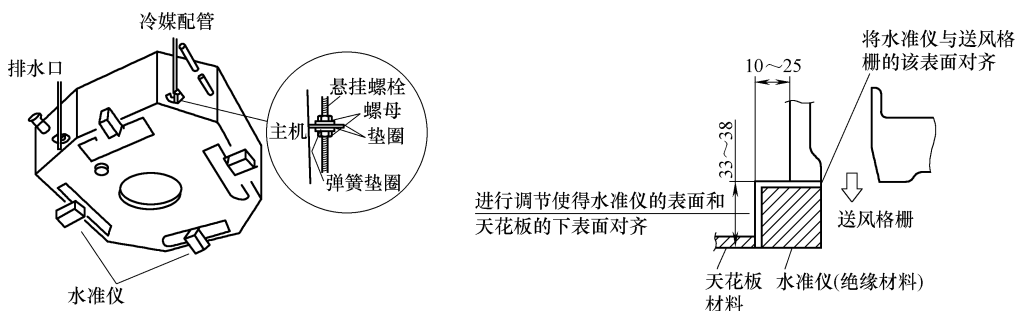 冷媒配管
排水口
悬挂螺栓
螺母
主机
垫圈
弹簧垫圈
水准仪
将水准仪与送风格
栅的该表面对齐
10～25
33～38
进行调节使得水准仪的表面和
天花板的下表面对齐
送风格栅
天花板
材料
水准仪(绝缘材料)